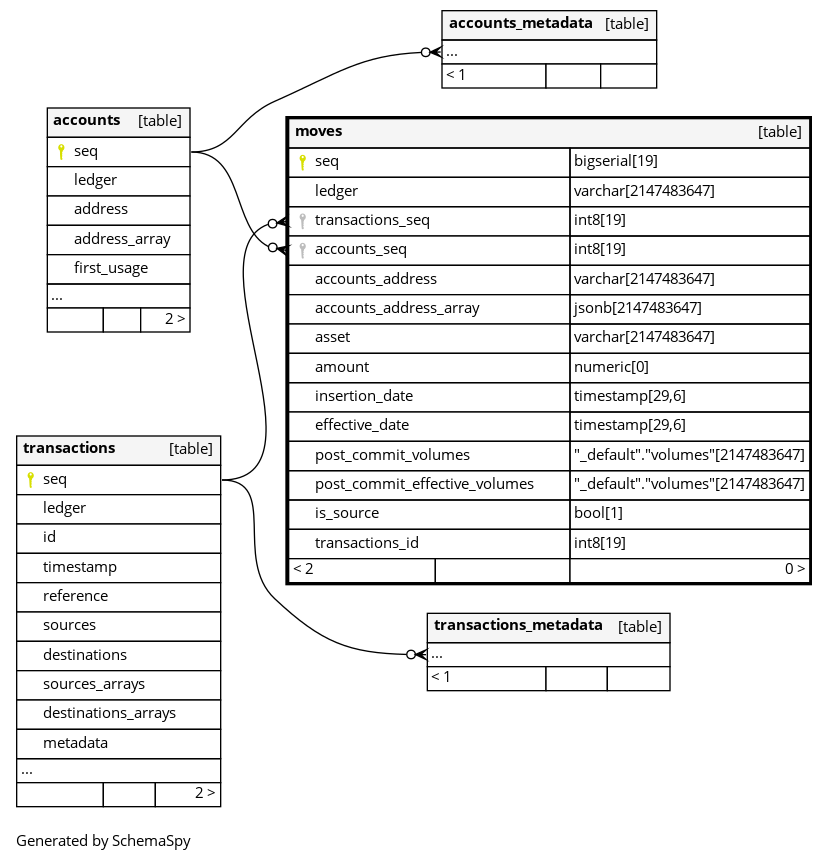 accounts_metadata [table]
...
< 1
accounts [table]
seq
ledger
address
address_array
first_usage
...
2 >
moves [table]
seq bigserial[19]
ledger varchar[2147483647]
transactions_seq int8[19]
accounts_seq int8[19]
accounts_address varchar[2147483647]
accounts_address_array jsonb[2147483647]
asset varchar[2147483647]
amount numeric[0]
insertion_date timestamp[29,6]
effective_date timestamp[29,6]
post_commit_volumes "_default"."volumes"[2147483647]
post_commit_effective_volumes "_default"."volumes"[2147483647]
is_source bool[1]
transactions_id int8[19]
< 2 0 >
transactions [table]
seq
ledger
id
timestamp
reference
sources
destinations
sources_arrays
destinations_arrays
metadata
...
2 >
transactions_metadata [table]
...
< 1
Generated by SchemaSpy